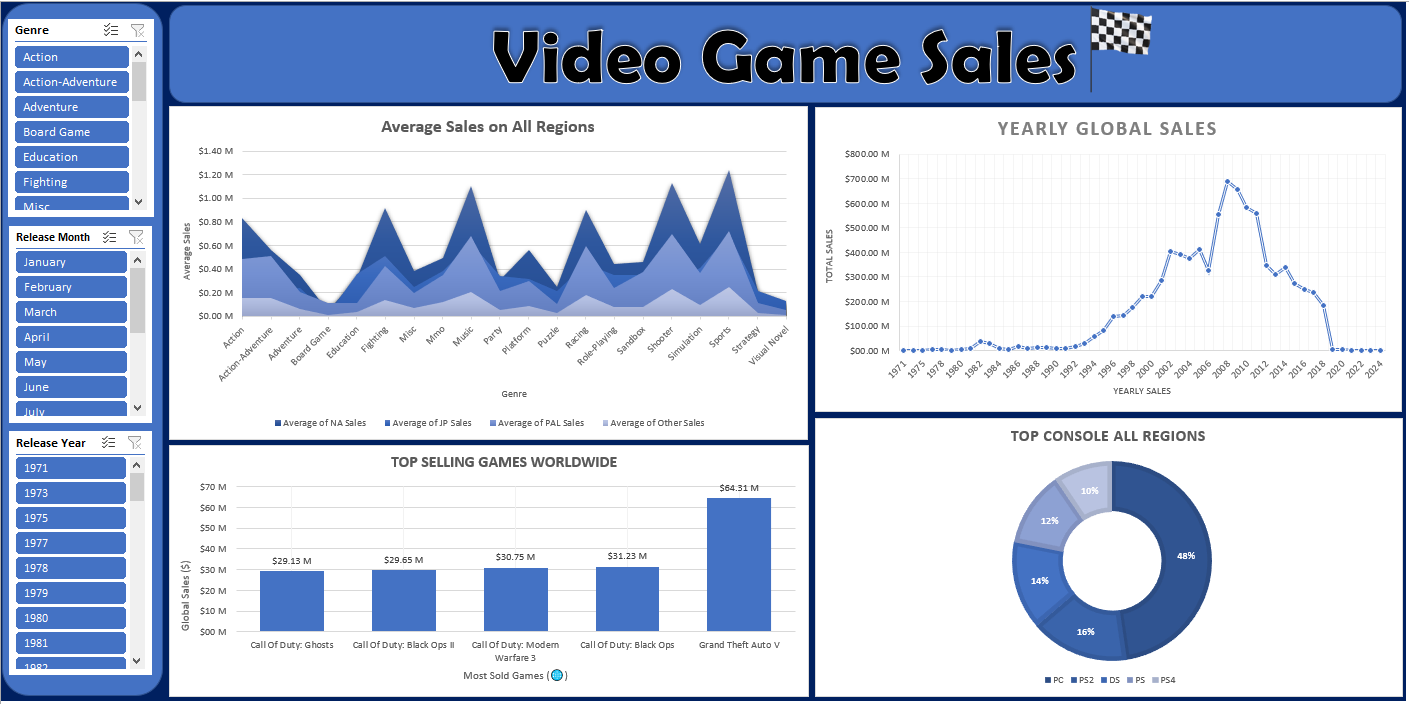 Video Game Sales
Genre
Action
Action-Adventure
Adventure
Board Game
Education
Fighting
Misc
Release Month
January
February
March
April
May
June
July
Release Year
1971
1973
1975
1977
1978
1979
1980
1981
1982
Average Sales on All Regions
Average Sales
$1.40 M
$1.20 M
$1.00 M
$0.80 M
$0.60 M
$0.40 M
$0.20 M
$0.00 M
Action
Action-Adventure
Adventure
Board Game
Education
Fighting
Misc
Mmo
Music
Party
Platform
Puzzle
Racing
Role-Playing
Sandbox
Shooter
Simulation
Sports
Strategy
Visual Novel
Genre
Average of NA Sales Average of JP Sales Average of PAL Sales Average of Other Sales
YEARLY GLOBAL SALES
TOTAL SALES
$800.00 M
$700.00 M
$600.00 M
$500.00 M
$400.00 M
$300.00 M
$200.00 M
$100.00 M
$00.00 M
1971
1975
1978
1980
1982
1984
1986
1988
1990
1992
1994
1996
1998
2000
2002
2004
2006
2008
2010
2012
2014
2016
2018
2020
2022
2024
YEARLY SALES
TOP SELLING GAMES WORLDWIDE
Global Sales ($)
$70 M
$60 M
$50 M
$40 M
$30 M
$20 M
$10 M
$00 M
$29.13 M
$29.65 M
$30.75 M
$31.23 M
$64.31 M
Call Of Duty: Ghosts
Call Of Duty: Black Ops II
Call Of Duty: Modern
Warfare 3
Call Of Duty: Black Ops
Grand Theft Auto V
Most Sold Games (🌐)
TOP CONSOLE ALL REGIONS
48%
16%
14%
12%
10%
PC PS2 DS PS PS4